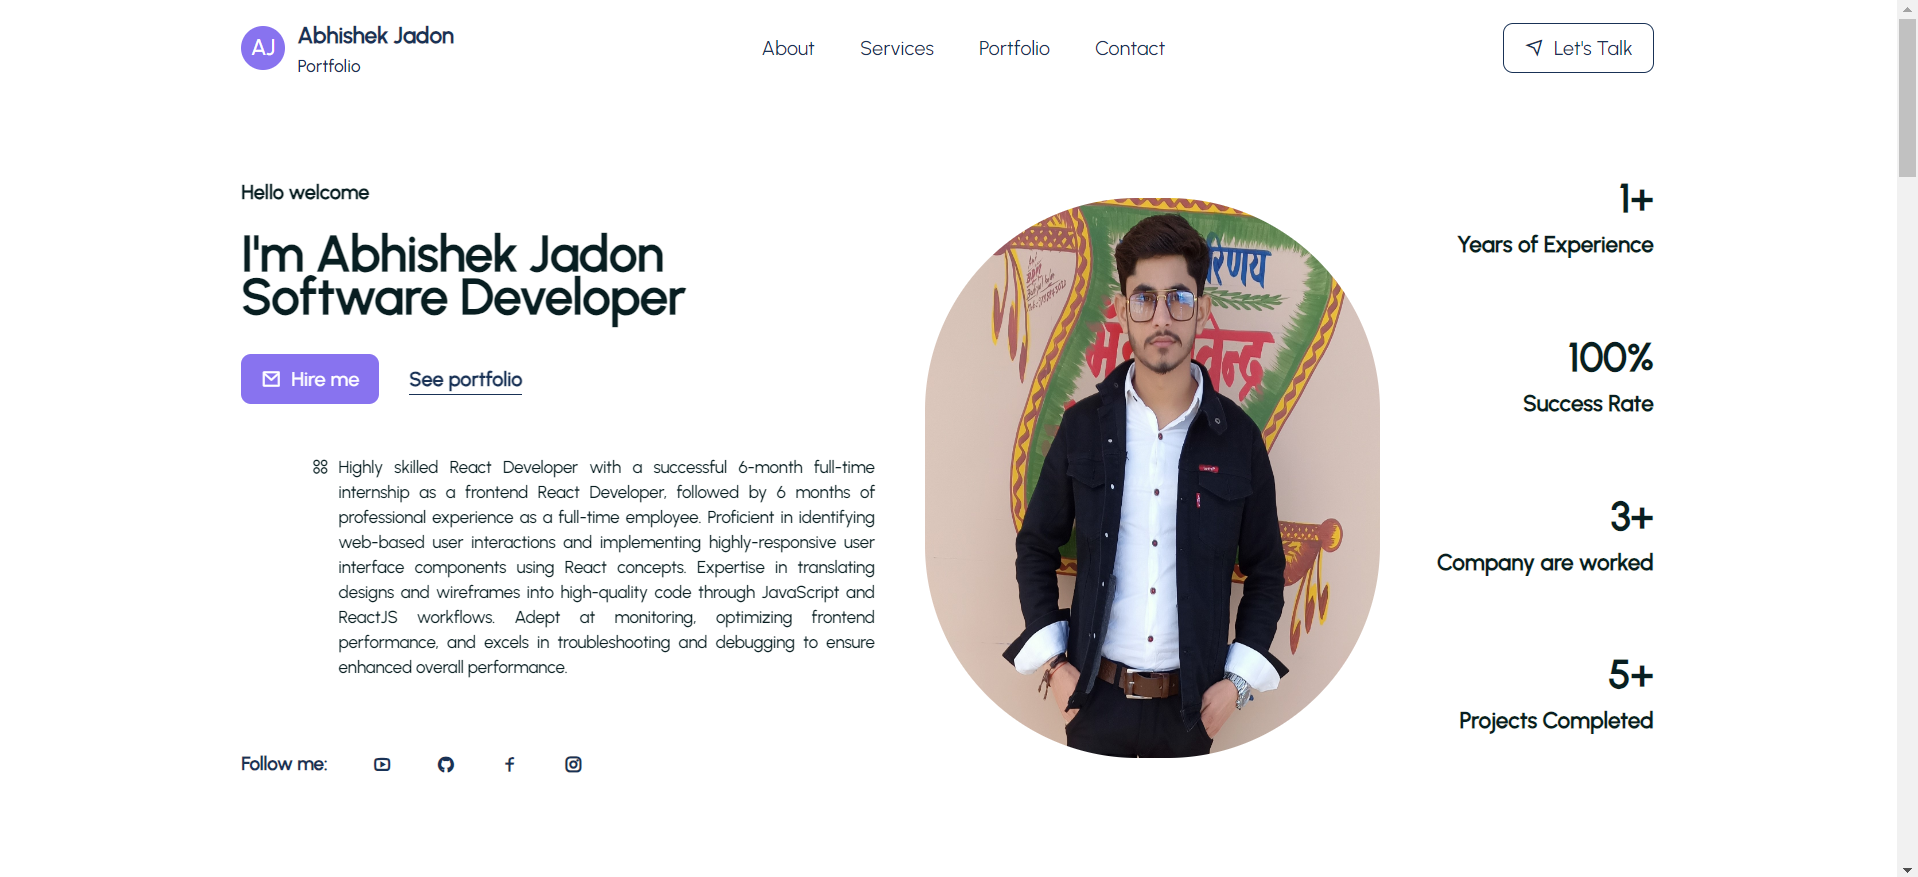 AJ
Abhishek Jadon
Portfolio
About
Services
Portfolio
Contact
Let's Talk
Hello welcome
I'm Abhishek Jadon
Software Developer
Hire me
See portfolio
Highly skilled React Developer with a successful 6-month full-time
internship as a frontend React Developer, followed by 6 months of
professional experience as a full-time employee. Proficient in identifying
web-based user interactions and implementing highly-responsive user
interface components using React concepts. Expertise in translating
designs and wireframes into high-quality code through JavaScript and
ReactJS workflows. Adept at monitoring, optimizing frontend
performance, and excels in troubleshooting and debugging to ensure
enhanced overall performance.
Follow me:
1+
Years of Experience
100%
Success Rate
3+
Company are worked
5+
Projects Completed